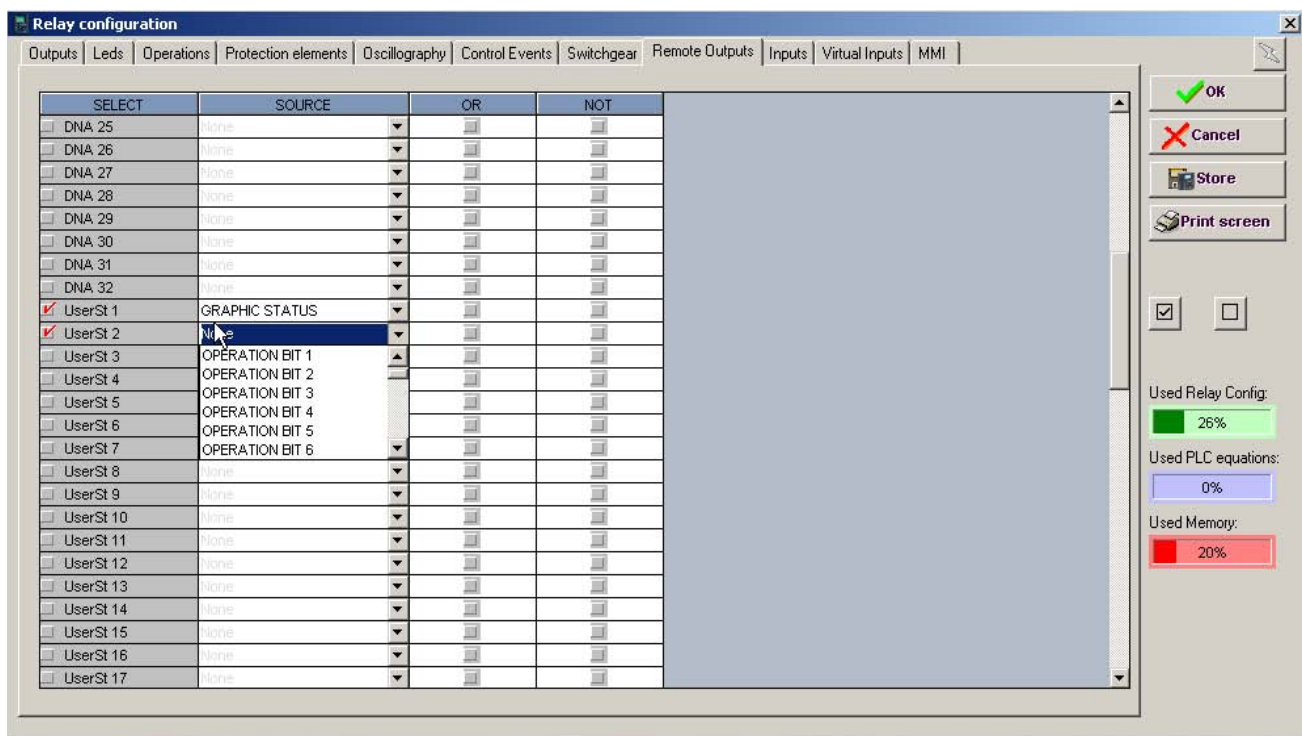 Relay configuration
Outputs Leds Operations Protection elements Oscillography Control Events Switchgear Remote Outputs Inputs Virtual Inputs MMI
SELECT SOURCE OR NOT
DNA 25 None
DNA 26 None
DNA 27 None
DNA 28 None
DNA 29 None
DNA 30 None
DNA 31 None
DNA 32 None
UserSt 1 GRAPHIC STATUS
UserSt 2 None
UserSt 3 OPERATION BIT 1
OPERATION BIT 2
UserSt 4 OPERATION BIT 3
UserSt 5 OPERATION BIT 4
UserSt 6 OPERATION BIT 5
UserSt 7 OPERATION BIT 6
UserSt 8 None
UserSt 9 None
UserSt 10 None
UserSt 11 None
UserSt 12 None
UserSt 13 None
UserSt 14 None
UserSt 15 None
UserSt 16 None
UserSt 17 None
OK
Cancel
Store
Print screen
Used Relay Config:
26%
Used PLC equations:
0%
Used Memory:
20%